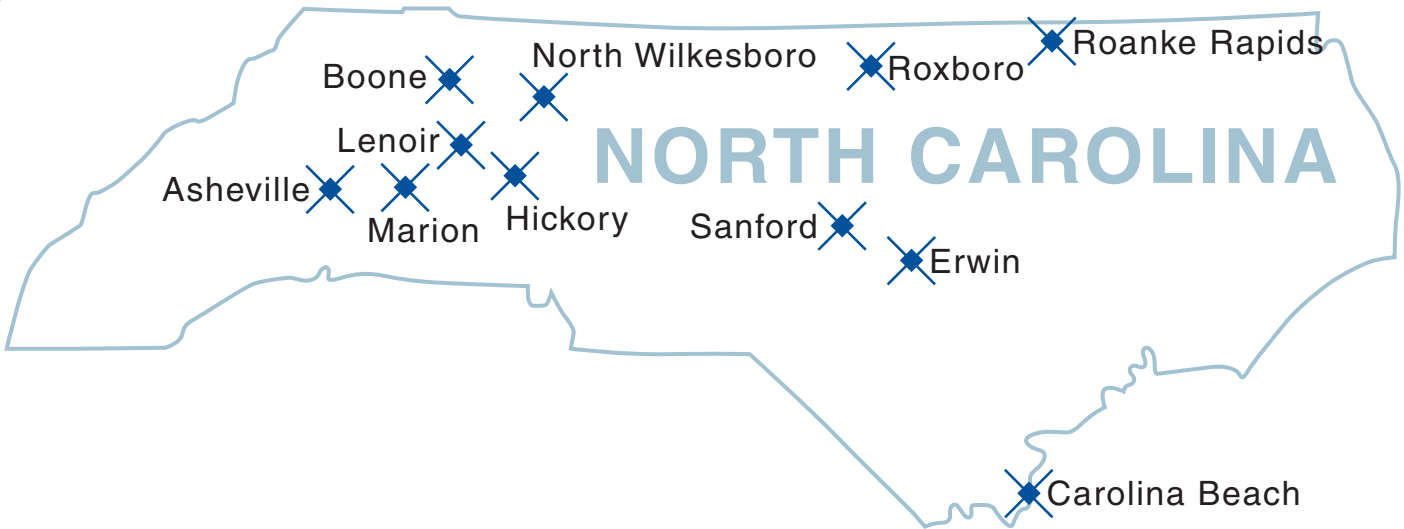 Roanke Rapids
North Wilkesboro
Roxboro
Boone
Lenoir
NORTH CAROLINA
Asheville
Marion
Hickory
Sanford
Erwin
Carolina Beach